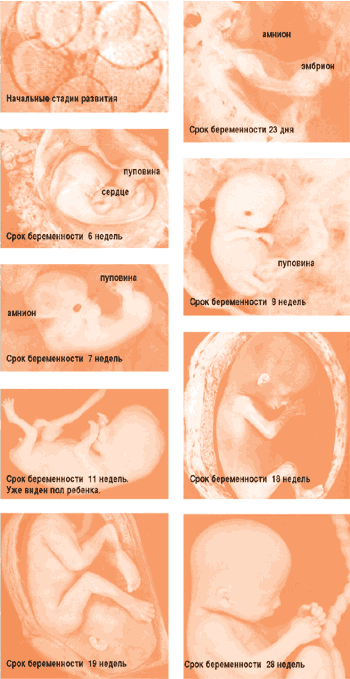 Начальные стадии развития
амнион
эмбрион
Срок беременности 23 дня
пуповина
сердце
Срок беременности 6 недель
пуповина
Срок беременности 9 недель
пуповина
амнион
Срок беременности 7 недель
Срок беременности 11 недель.
Уже виден пол ребенка.
Срок беременности 18 недель
Срок беременности 19 недель
Срок беременности 28 недель